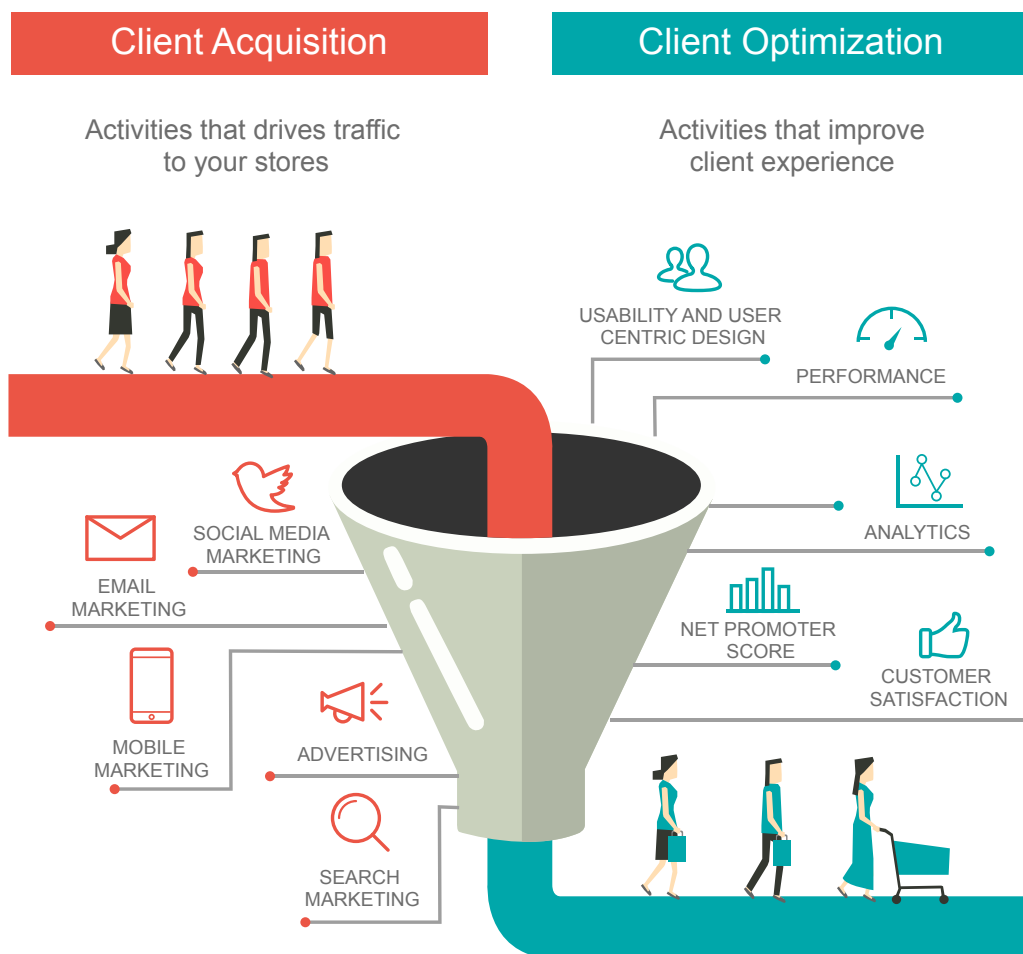 Client Acquisition
Activities that drives traffic
to your stores
Client Optimization
Activities that improve
client experience
SOCIAL MEDIA
MARKETING
EMAIL
MARKETING
MOBILE
MARKETING
ADVERTISING
SEARCH
MARKETING
USABILITY AND USER
CENTRIC DESIGN
PERFORMANCE
ANALYTICS
NET PROMOTER
SCORE
CUSTOMER
SATISFACTION